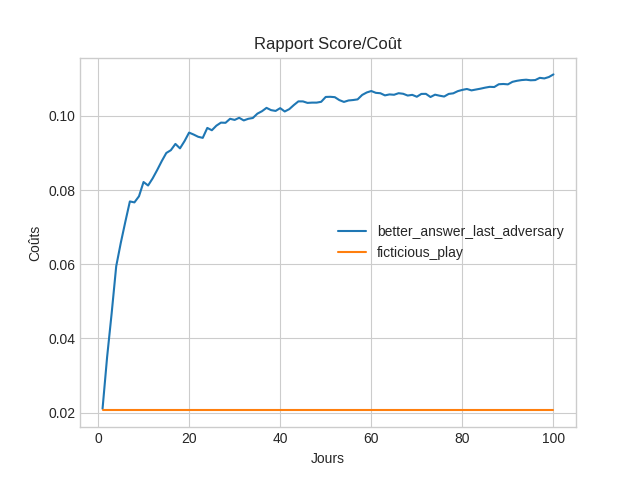 Rapport Score/Coût
Coûts
0.10
0.08
0.06
0.04
0.02
better_answer_last_adversary
ficticious_play
0
20
40
60
80
100
Jours